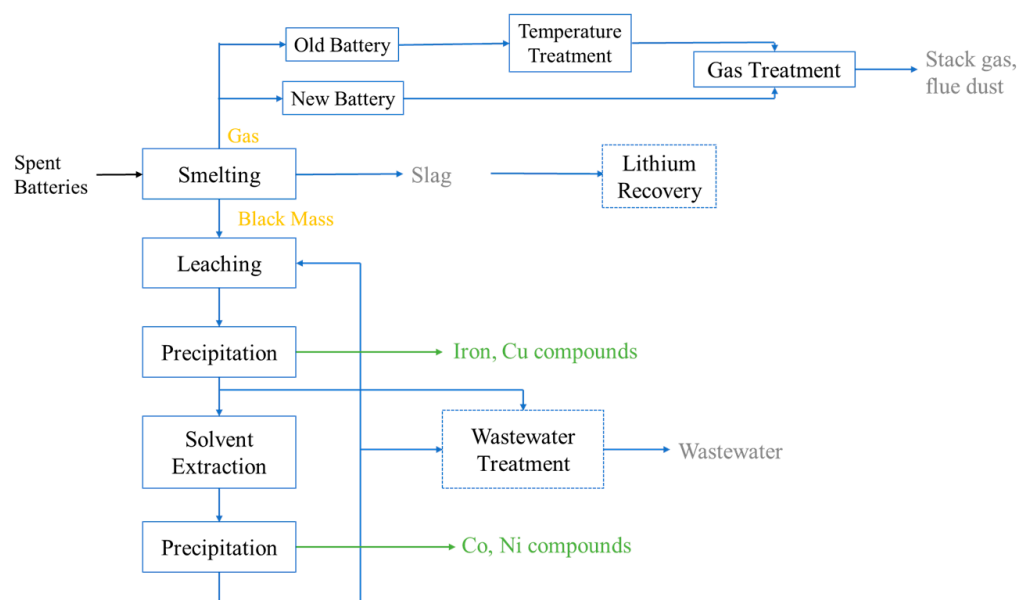 Old Battery
Temperature
Treatment
Gas Treatment
Stack gas,
flue dust
New Battery
Gas
Spent
Batteries
Smelting
Slag
Lithium
Recovery
Black Mass
Leaching
Precipitation
Iron, Cu compounds
Solvent
Extraction
Wastewater
Treatment
Wastewater
Precipitation
Co, Ni compounds